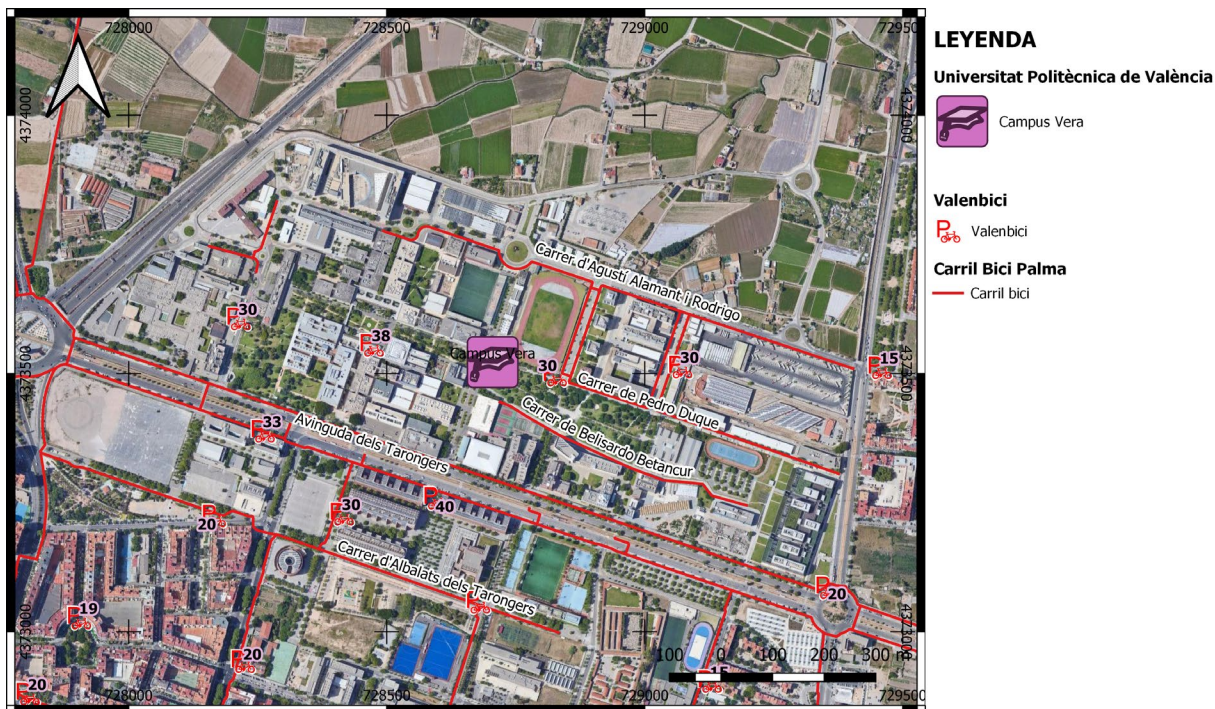 728000
728500
729000
729500
4374000
4374000
Carrer d'Agustí Alamant i Rodrigo
30
38
Campus Vera
30
30
15
4373500
4373500
Carrer de Pedro Duque
Carrer de Belisardo Betancur
33
Avinguda dels Tarongers
30
40
20
Carrer d'Albalats dels Tarongers
20
19
4373000
4373000
20
15
20
100
0
100
200
300 m
728000
728500
729000
729500
LEYENDA
Universitat Politècnica de València
Campus Vera
Valenbici
Valenbici
Carril Bici Palma
Carril bici